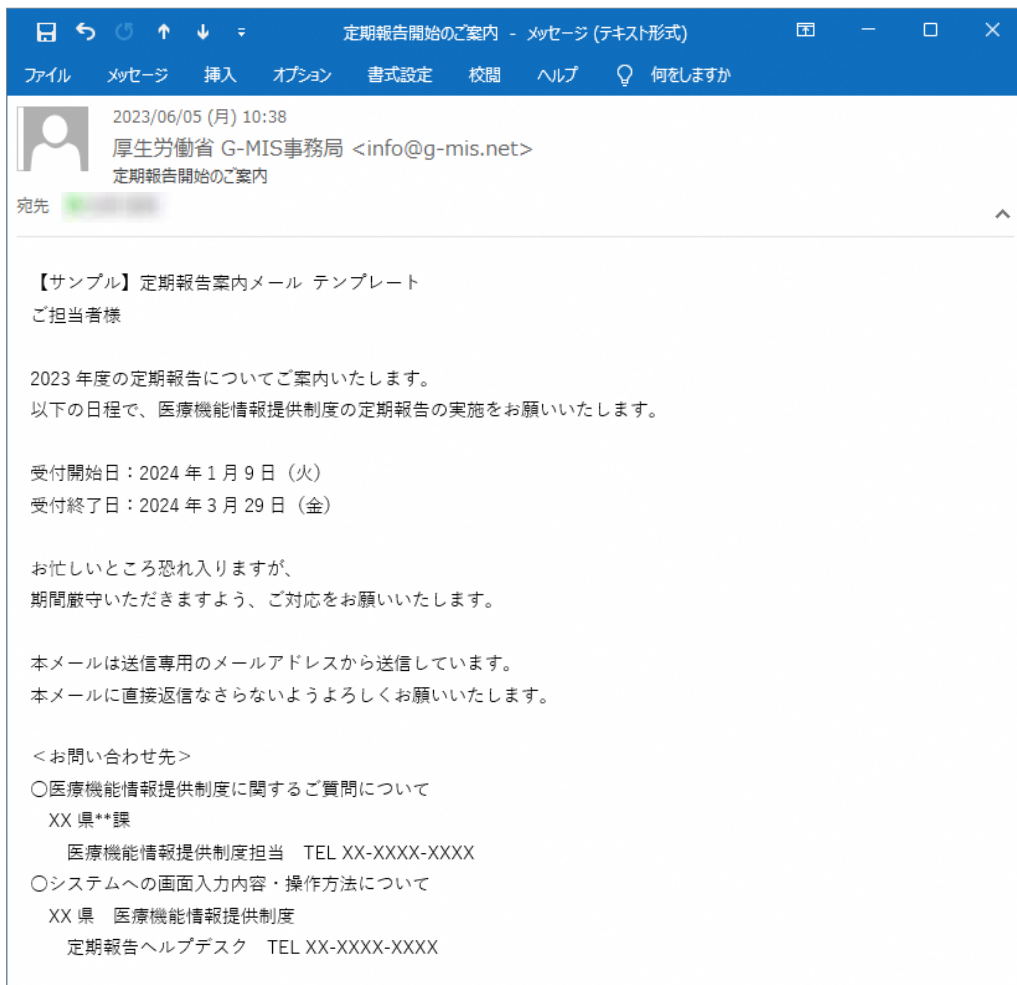 定期報告開始のご案内 - メッセージ (テキスト形式)
ファイル メッセージ 挿入 オプション 書式設定 校閲 ヘルプ 何をしますか
2023/06/05 (月) 10:38
厚生労働省 G-MIS事務局 <info@g-mis.net>
定期報告開始のご案内
宛先
【サンプル】定期報告案内メール テンプレート
ご担当者様
2023 年度の定期報告についてご案内いたします。
以下の日程で、医療機能情報提供制度の定期報告の実施をお願いいたします。
受付開始日：2024 年 1 月 9 日（火）
受付終了日：2024 年 3 月 29 日（金）
お忙しいところ恐れ入りますが、
期間厳守いただきますよう、ご対応をお願いいたします。
本メールは送信専用のメールアドレスから送信しています。
本メールに直接返信なさらないようよろしくお願いいたします。
＜お問い合わせ先＞
○医療機能情報提供制度に関するご質問について
XX 県**課
医療機能情報提供制度担当　TEL XX-XXXX-XXXX
○システムへの画面入力内容・操作方法について
XX 県　医療機能情報提供制度
定期報告ヘルプデスク　TEL XX-XXXX-XXXX